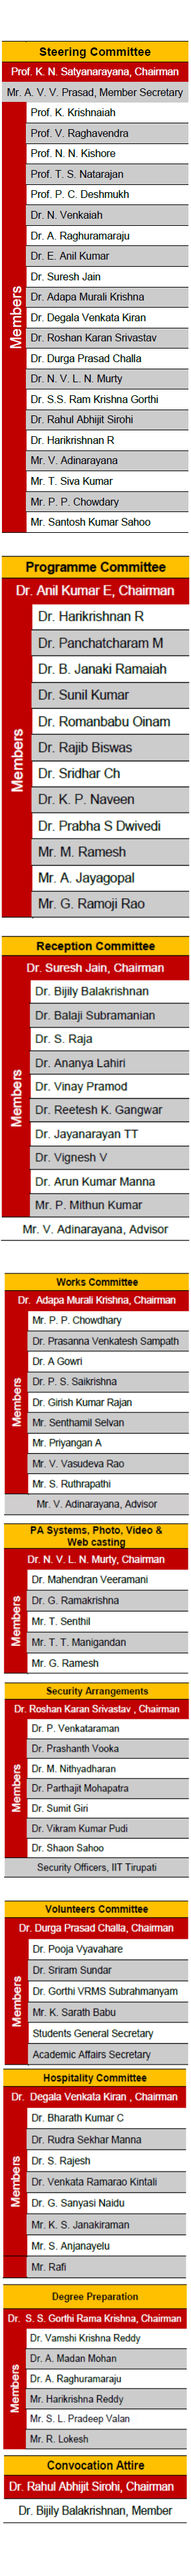 Steering Committee
Prof. K. N. Satyanarayana, Chairman
Mr. A. V. V. Prasad, Member Secretary
Members
Prof. K. Krishnaiah
Prof. V. Raghavendra
Prof. N. N. Kishore
Prof. T. S. Natarajan
Prof. P. C. Deshmukh
Dr. N. Venkaiah
Dr. A. Raghuramaraju
Dr. E. Anil Kumar
Dr. Suresh Jain
Dr. Adapa Murali Krishna
Dr. Degala Venkata Kiran
Dr. Roshan Karan Srivastav
Dr. Durga Prasad Challa
Dr. N. V. L. N. Murty
Dr. S.S. Ram Krishna Gorthi
Dr. Rahul Abhijit Sirohi
Dr. Harikrishnan R
Mr. V. Adinarayana
Mr. T. Siva Kumar
Mr. P. P. Chowdary
Mr. Santosh Kumar Sahoo
Programme Committee
Dr. Anil Kumar E, Chairman
Members
Dr. Harikrishnan R
Dr. Panchatcharam M
Dr. B. Janaki Ramaiah
Dr. Sunil Kumar
Dr. Romanbabu Oinam
Dr. Rajib Biswas
Dr. Sridhar Ch
Dr. K. P. Naveen
Dr. Prabha S Dwivedi
Mr. M. Ramesh
Mr. A. Jayagopal
Mr. G. Ramoji Rao
Reception Committee
Dr. Suresh Jain, Chairman
Members
Dr. Bijily Balakrishnan
Dr. Balaji Subramanian
Dr. S. Raja
Dr. Ananya Lahiri
Dr. Vinay Pramod
Dr. Reetesh K. Gangwar
Dr. Jayanarayan TT
Dr. Vignesh V
Dr. Arun Kumar Manna
Mr. P. Mithun Kumar
Mr. V. Adinarayana, Advisor
Works Committee
Dr. Adapa Murali Krishna, Chairman
Members
Mr. P. P. Chowdhary
Dr. Prasanna Venkatesh Sampath
Dr. A Gowri
Dr. P. S. Saikrishna
Dr. Girish Kumar Rajan
Mr. Senthamil Selvan
Mr. Priyangan A
Mr. V. Vasudeva Rao
Mr. S. Ruthrapathi
Mr. V. Adinarayana, Advisor
PA Systems, Photo, Video &
Web casting
Dr. N. V. L. N. Murty, Chairman
Members
Dr. Mahendran Veeramani
Dr. G. Ramakrishna
Mr. T. Senthil
Mr. T. T. Manigandan
Mr. G. Ramesh
Security Arrangements
Dr. Roshan Karan Srivastav , Chairman
Members
Dr. P. Venkataraman
Dr. Prashanth Vooka
Dr. M. Nithyadharan
Dr. Parthajit Mohapatra
Dr. Sumit Giri
Dr. Vikram Kumar Pudi
Dr. Shaon Sahoo
Security Officers, IIT Tirupati
Volunteers Committee
Dr. Durga Prasad Challa, Chairman
Members
Dr. Pooja Vyavahare
Dr. Sriram Sundar
Dr. Gorthi VRMS Subrahmanyam
Mr. K. Sarath Babu
Students General Secretary
Academic Affairs Secretary
Hospitality Committee
Dr. Degala Venkata Kiran , Chairman
Members
Dr. Bharath Kumar C
Dr. Rudra Sekhar Manna
Dr. S. Rajesh
Dr. Venkata Ramarao Kintali
Dr. G. Sanyasi Naidu
Mr. K. S. Janakiraman
Mr. S. Anjanayelu
Mr. Rafi
Degree Preparation
Dr. S. S. Gorthi Rama Krishna, Chairman
Members
Dr. Vamshi Krishna Reddy
Dr. A. Madan Mohan
Dr. A. Raghuramaraju
Mr. Harikrishna Reddy
Mr. S. L. Pradeep Valan
Mr. R. Lokesh
Convocation Attire
Dr. Rahul Abhijit Sirohi, Chairman
Dr. Bijily Balakrishnan, Member